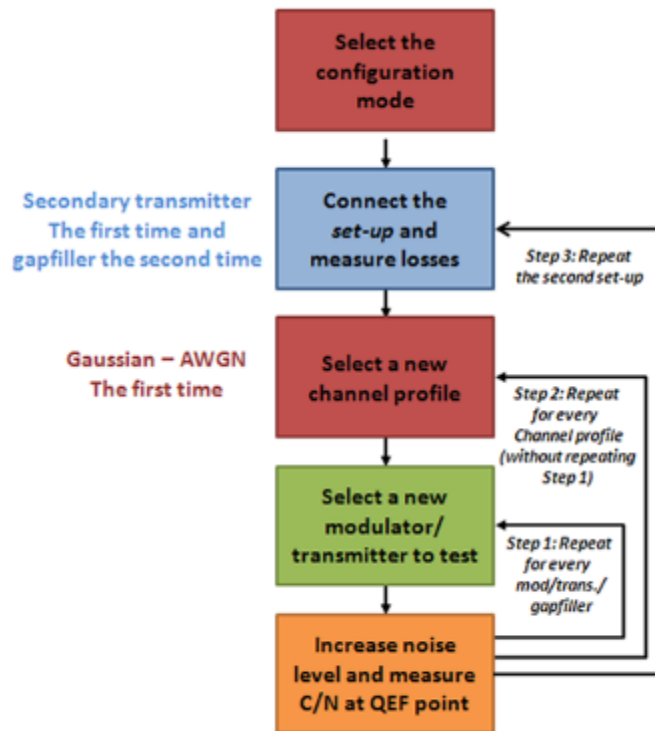 Select the
configuration
mode
Secondary transmitter
The first time and
gapfiller the second time
Connect the
set-up and
measure losses
Step 3: Repeat
the second set-up
Gaussian – AWGN
The first time
Select a new
channel profile
Step 2: Repeat
for every
Channel profile
(without repeating
Step 1)
Select a new
modulator/
transmitter to test
Step 1: Repeat
for every
mod/trans./
gapfiller
Increase noise
level and measure
C/N at QEF point